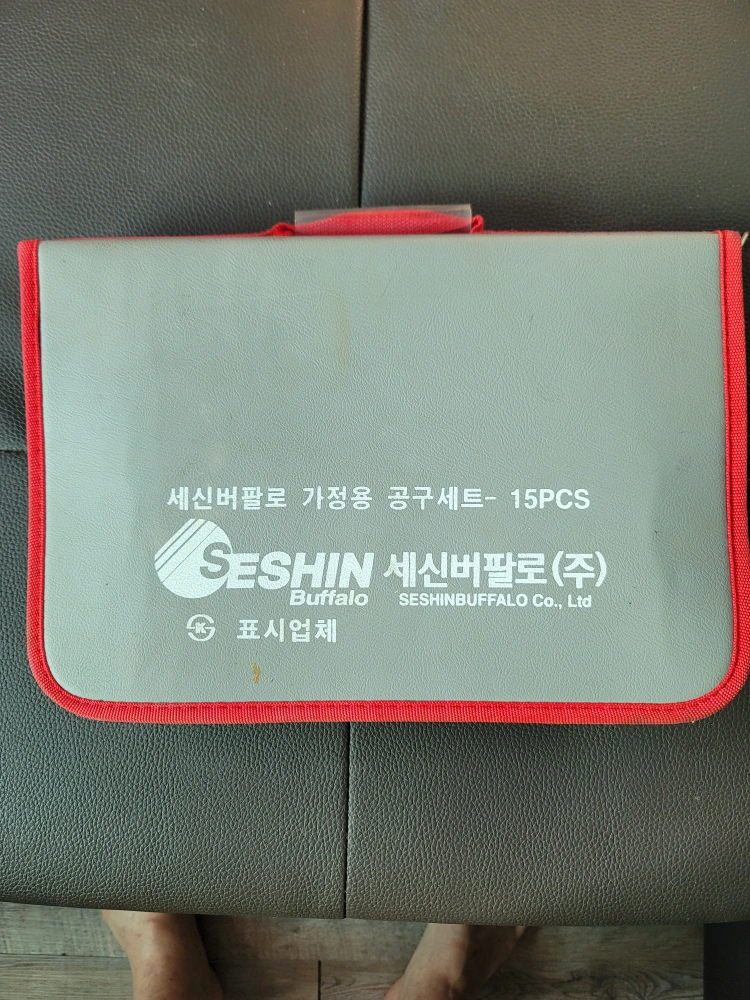 세신버팔로 가정용 공구세트- 15PCS
SESHIN 세신버팔로(주)
Buffalo SESHINBUFFALO Co., Ltd
표시업체